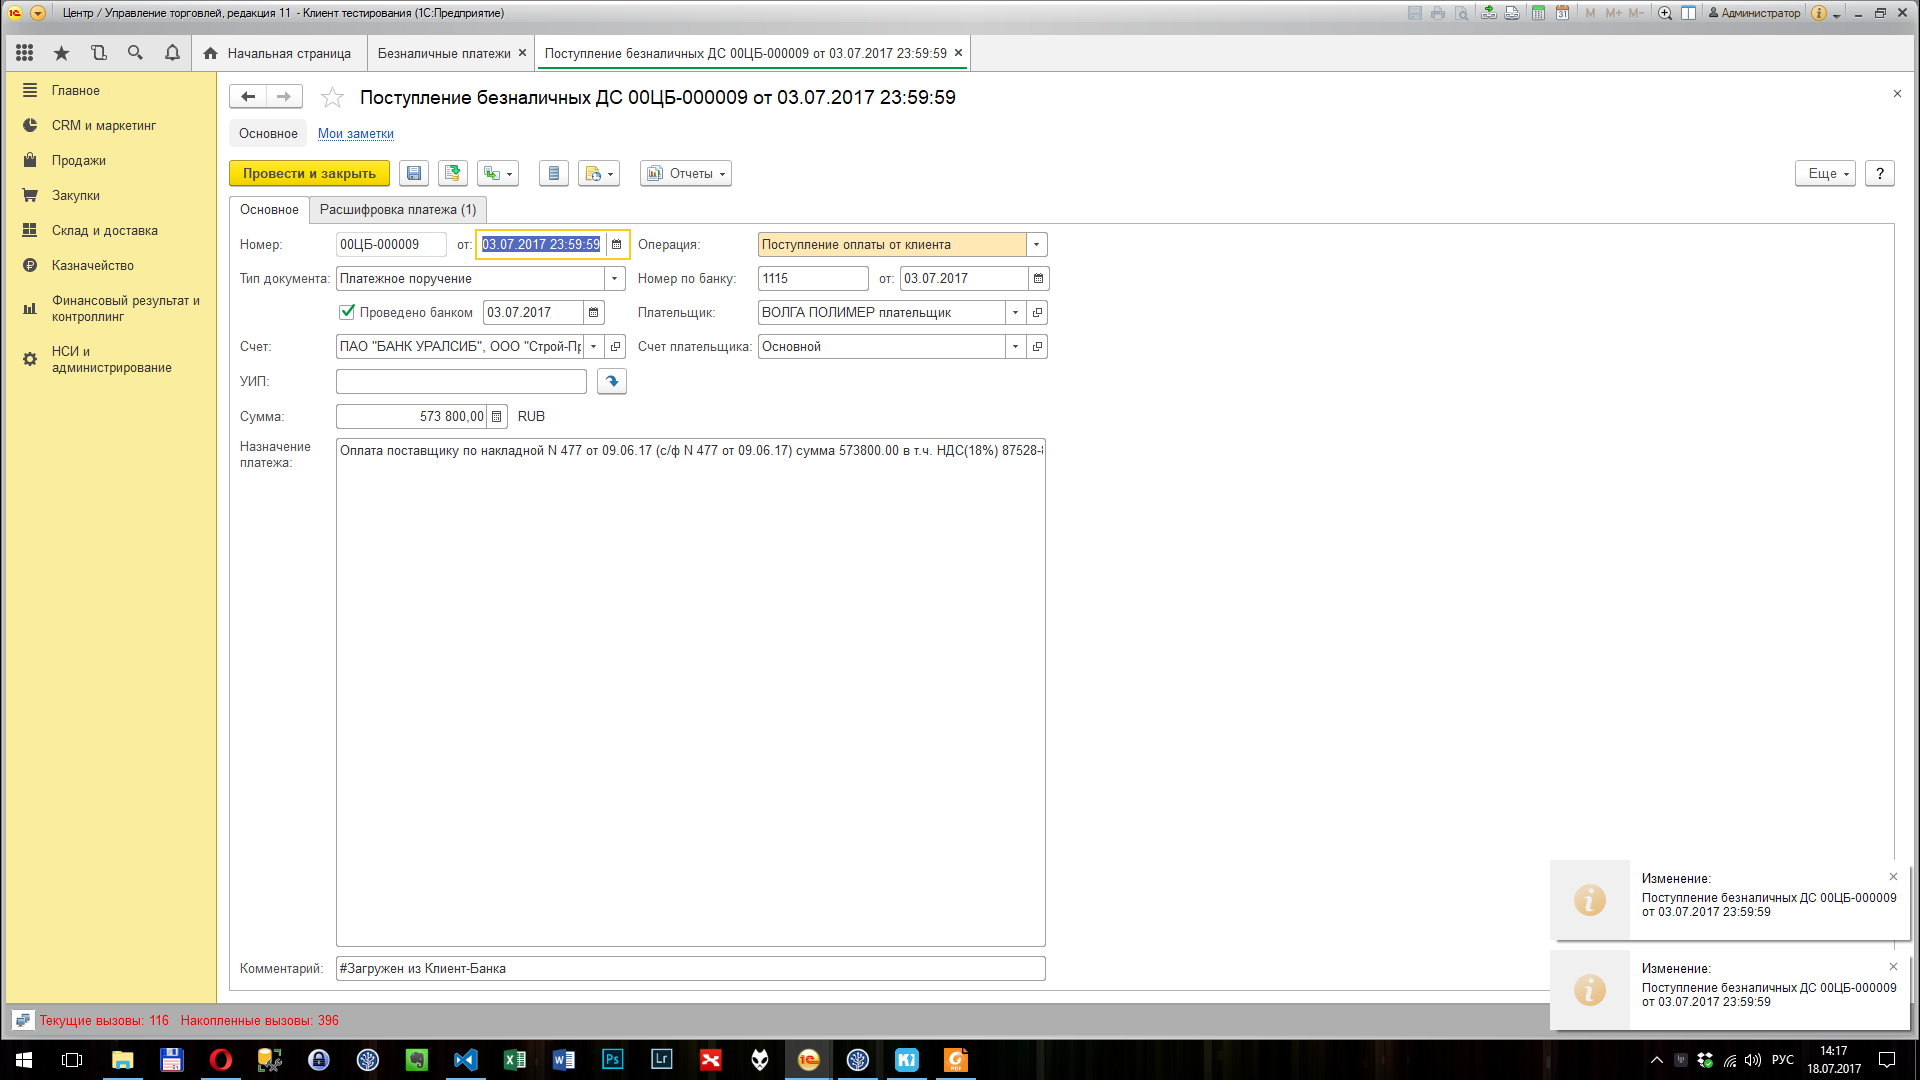 Центр / Управление торговлей, редакция 11 - Клиент тестирования (1С:Предприятие)
M M+ M- Администратор
Начальная страница
Безналичные платежи
Поступление безналичных ДС 00ЦБ-000009 от 03.07.2017 23:59:59
Главное
CRM и маркетинг
Продажи
Закупки
Склад и доставка
Казначейство
Финансовый результат и
контроллинг
НСИ и
администрирование
Поступление безналичных ДС 00ЦБ-000009 от 03.07.2017 23:59:59
Основное Мои заметки
Провести и закрыть Отчеты Еще ?
Основное Расшифровка платежа (1)
Номер: 00ЦБ-000009 от: 03.07.2017 23:59:59 Операция: Поступление оплаты от клиента
Тип документа: Платежное поручение Номер по банку: 1115 от: 03.07.2017
Проведено банком 03.07.2017 Плательщик: ВОЛГА ПОЛИМЕР плательщик
Счет: ПАО "БАНК УРАЛСИБ", ООО "Строй-Пр Счет плательщика: Основной
УИП:
Сумма: 573 800,00 RUB
Назначение
платежа:
Оплата поставщику по накладной N 477 от 09.06.17 (с/ф N 477 от 09.06.17) сумма 573800.00 в т.ч. НДС(18%) 87528-8
Комментарий: #Загружен из Клиент-Банка
Изменение:
Поступление безналичных ДС 00ЦБ-000009
от 03.07.2017 23:59:59
Изменение:
Поступление безналичных ДС 00ЦБ-000009
от 03.07.2017 23:59:59
Текущие вызовы: 116 Накопленные вызовы: 396
Ps
Lr
Ki
PDF
РУС
14:17
18.07.2017